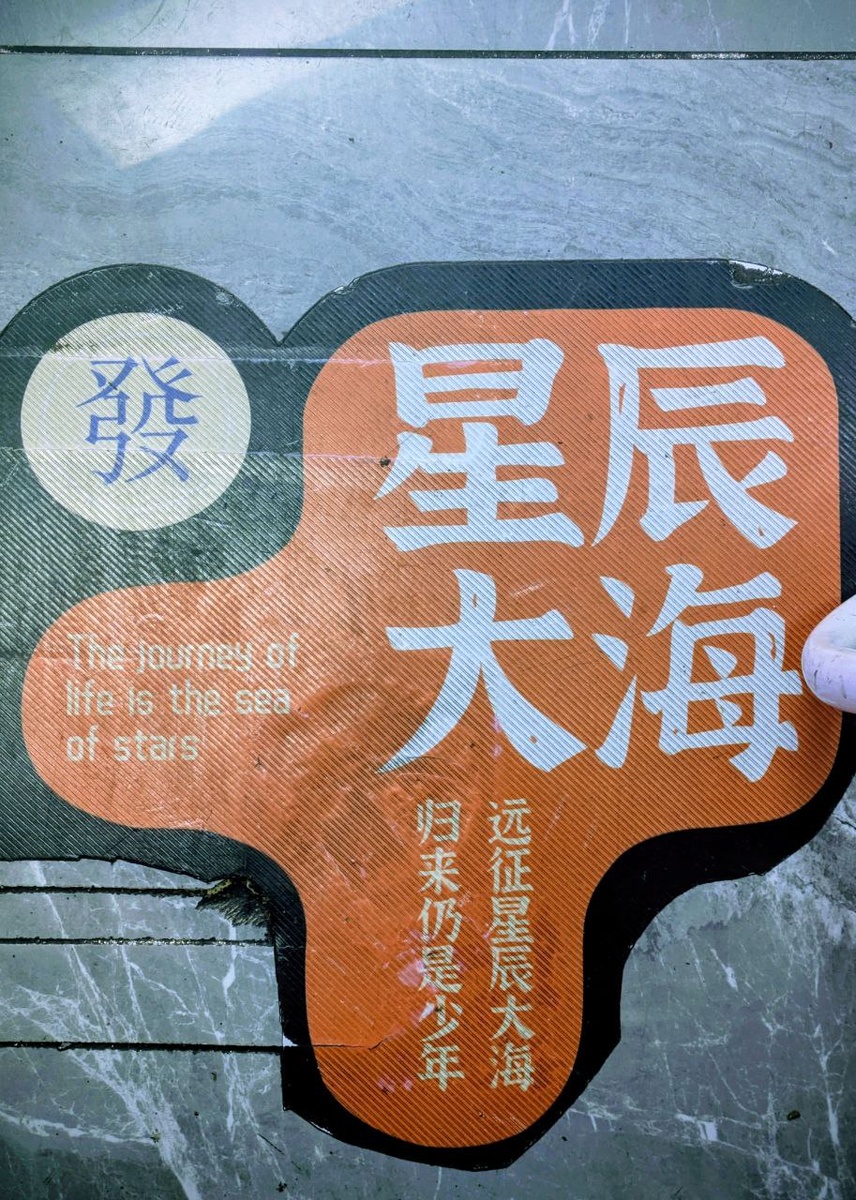 發
星辰
大海
The journey of
life is the sea
of stars
远征星辰大海
归来仍是少年